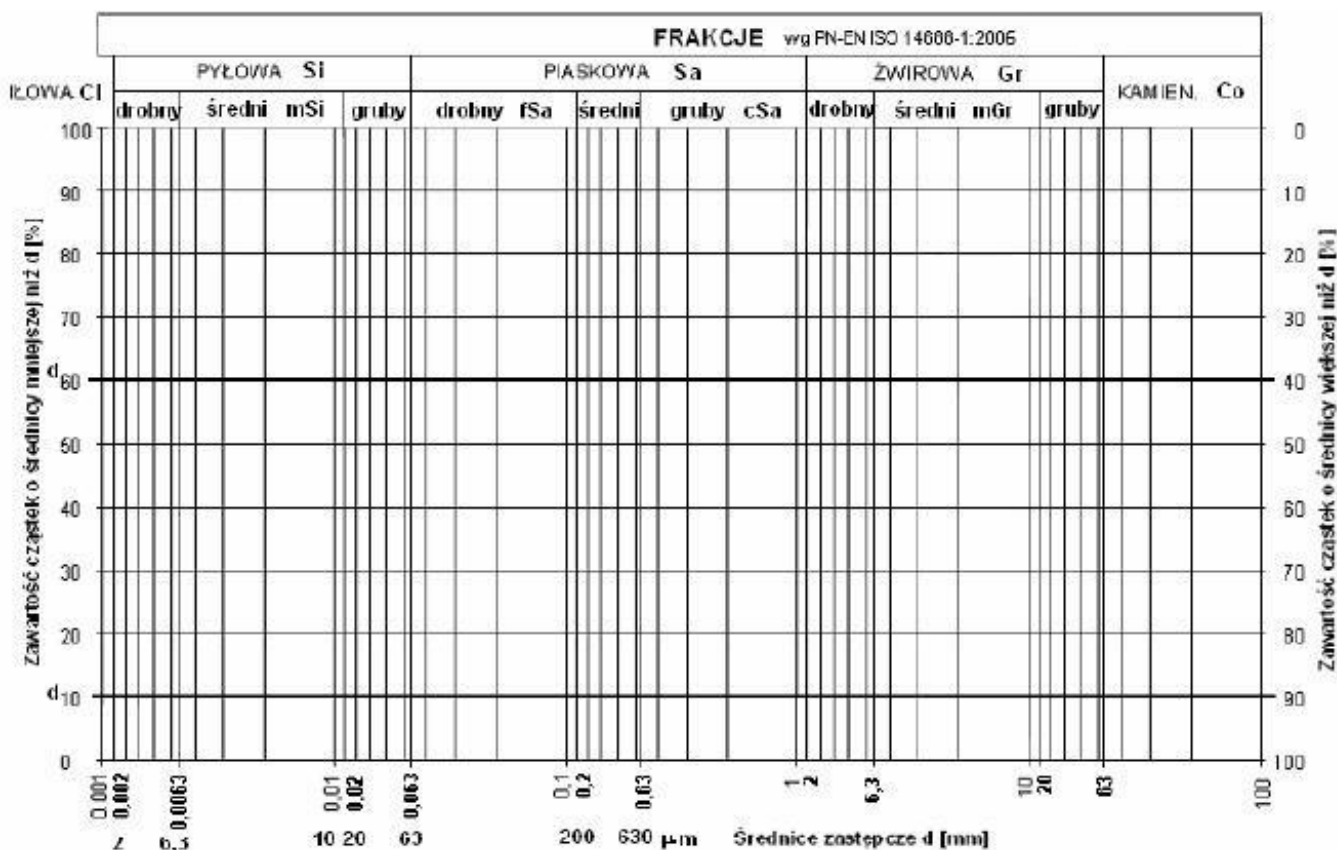 FRAKCJE wg PN-EN ISO 14688-1:2006
PYŁOWA Si PIASKOWA Sa ŻWIROWA Gr
IŁOWA Cl KAMIEN. Co
drobny średni mSi gruby drobny fSa średni gruby cSa drobny średni mGr gruby
100 0
90 10
80 20
70 30
d
60 40
50 50
40 60
30 70
20 80
d 10 90
0 100
Zawartość cząstek o średnicy mniejszej niż d [%]
Zawartość cząstek o średnicy większej niż d [%]
0.001 0,002 0,0063 0,01 0,02 0,063 0,1 0,2 0,63 1 2 6,3 10 20 63 100
2 6,3 10 20 63 200 630 µm Średnice zastępcze d [mm]